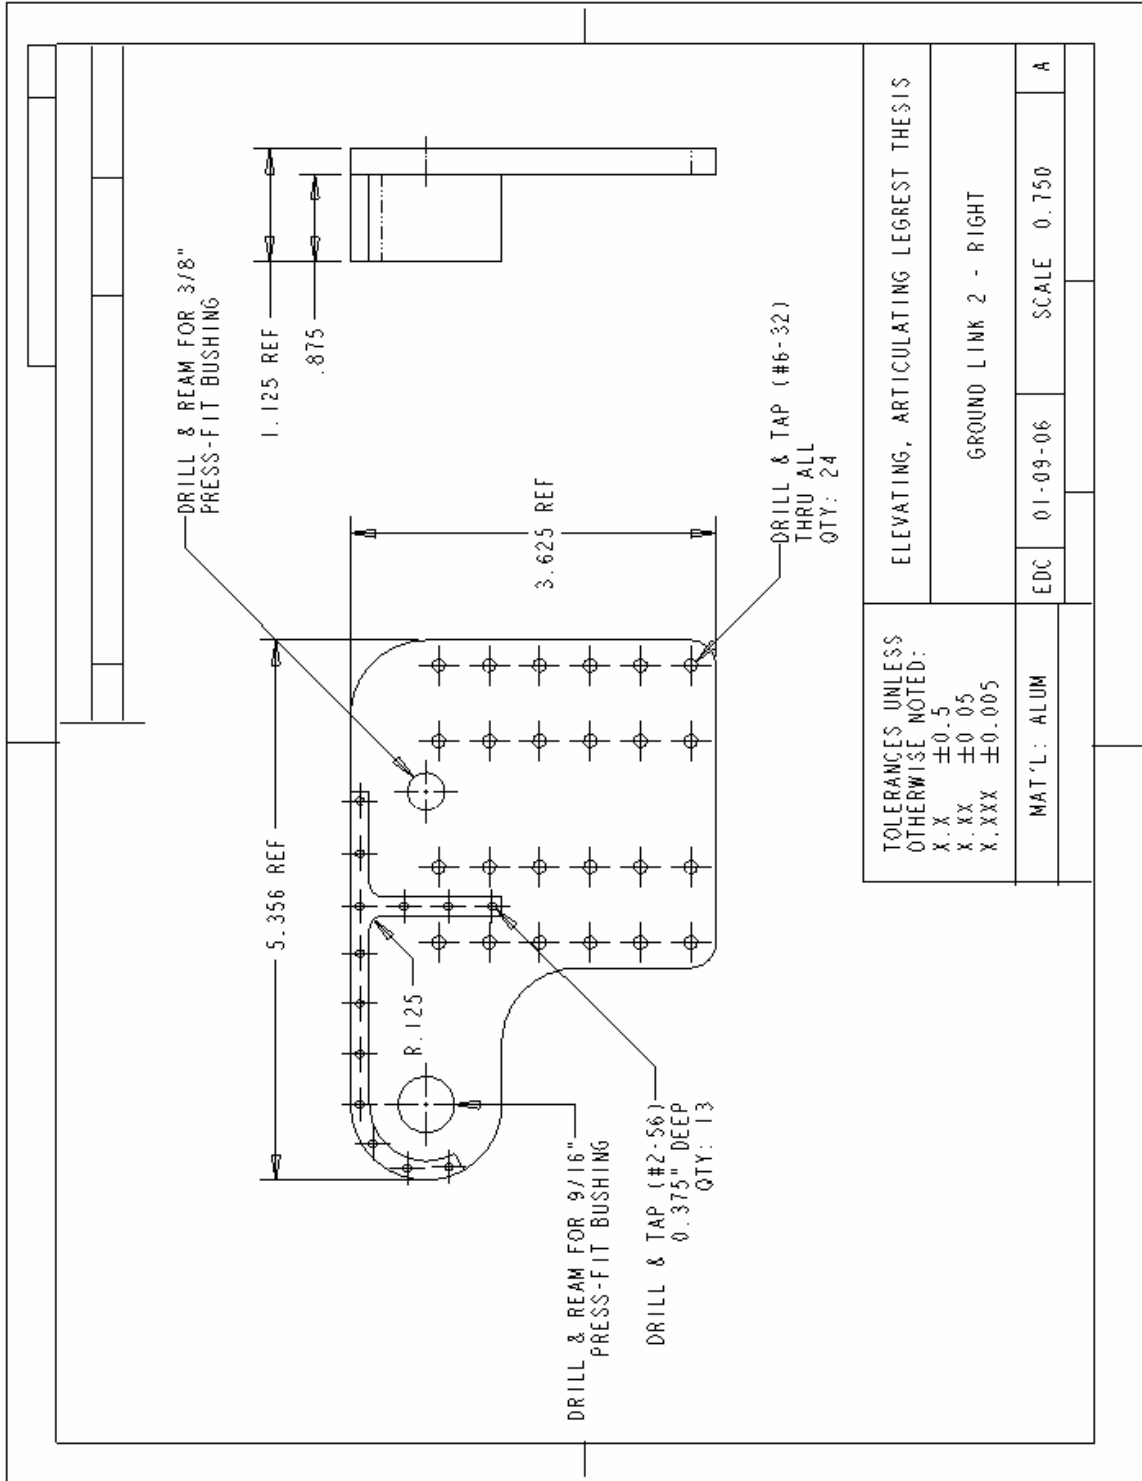 DRILL & REAM FOR 3/8"
PRESS-FIT BUSHING
1.125 REF
.875
5.356 REF
3.625 REF
R.125
DRILL & REAM FOR 9/16"
PRESS-FIT BUSHING
DRILL & TAP (#2-56)
0.375" DEEP
QTY: 13
DRILL & TAP (#6-32)
THRU ALL
QTY: 24
TOLERANCES UNLESS
OTHERWISE NOTED:
X.X ±0.5
X.XX ±0.05
X.XXX ±0.005
MAT'L: ALUM
ELEVATING, ARTICULATING LEGREST THESIS
GROUND LINK 2 - RIGHT
EDC 01-09-06 SCALE 0.750 A